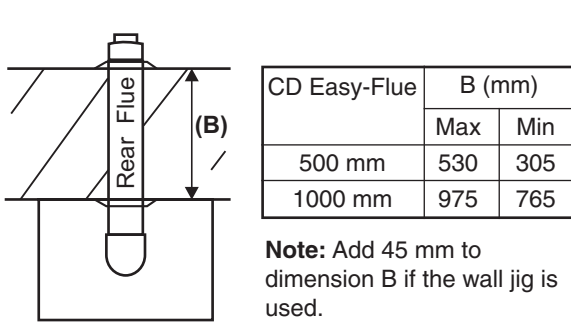 Rear Flue
(B)
CD Easy-Flue B (mm)
Max Min
500 mm 530 305
1000 mm 975 765
Note: Add 45 mm to
dimension B if the wall jig is
used.